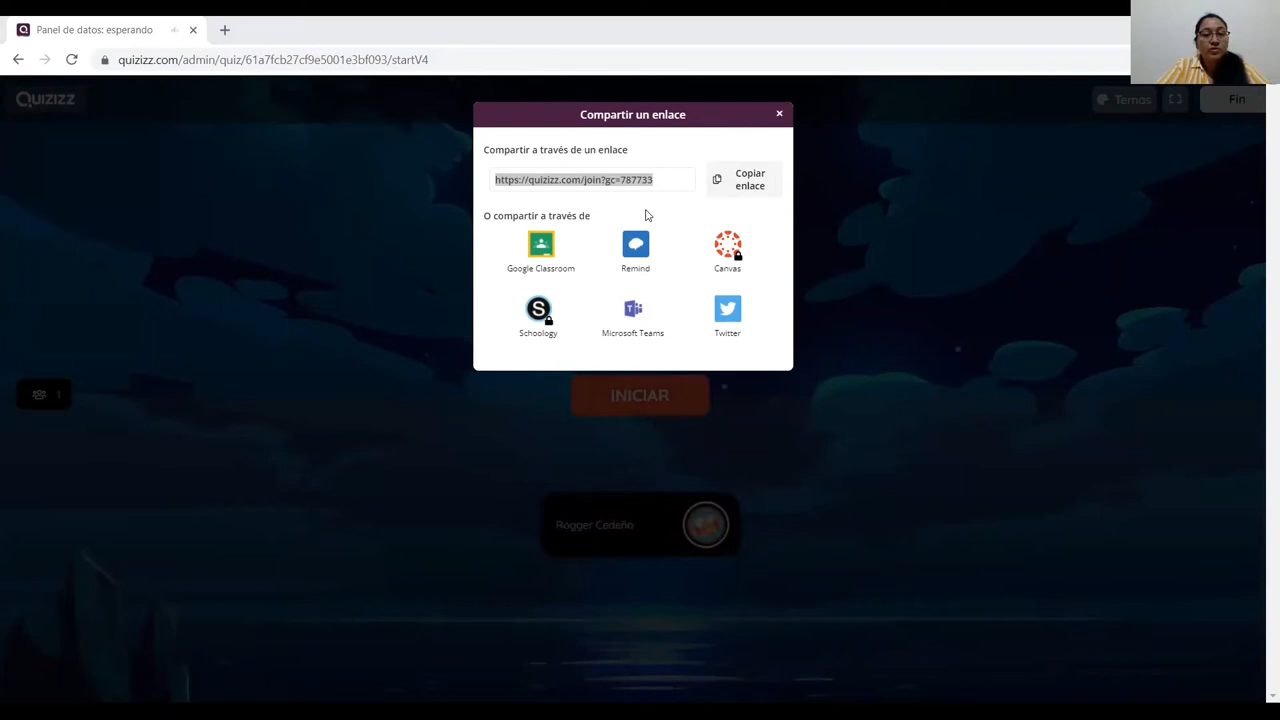 Panel de datos: esperando
quizizz.com/admin/quiz/61a7fcb27cf9e5001e3bf093/startV4
Quizizz
Temas
Fin
Compartir un enlace
Compartir a través de un enlace
https://quizizz.com/join?gc=787733
Copiar
enlace
O compartir a través de
Google Classroom
Remind
Canvas
Schoology
Microsoft Teams
Twitter
1
INICIAR
Rogger Cedeño